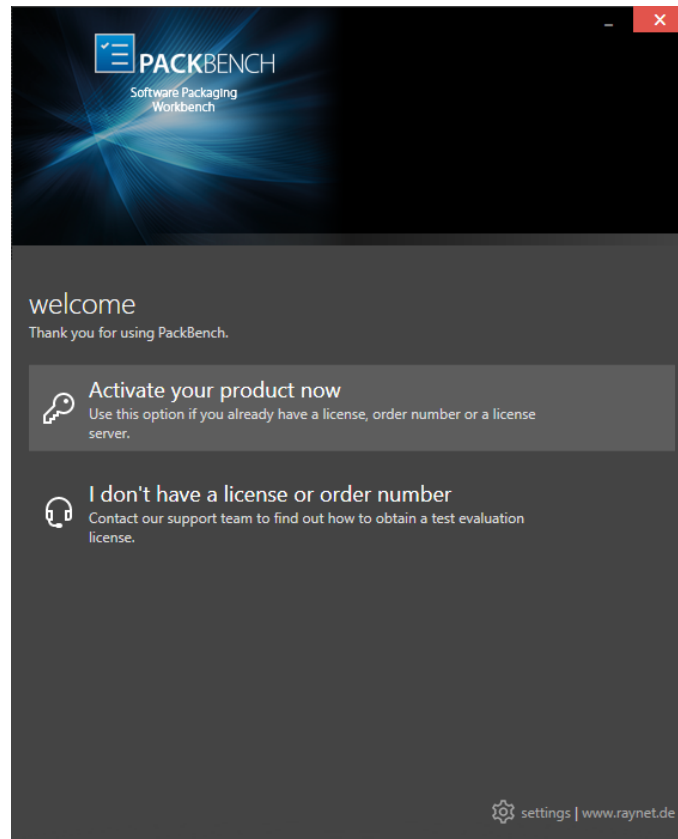 PACKBENCH
Software Packaging
Workbench
welcome
Thank you for using PackBench.
Activate your product now
Use this option if you already have a license, order number or a license
server.
I don't have a license or order number
Contact our support team to find out how to obtain a test evaluation
license.
settings | www.raynet.de